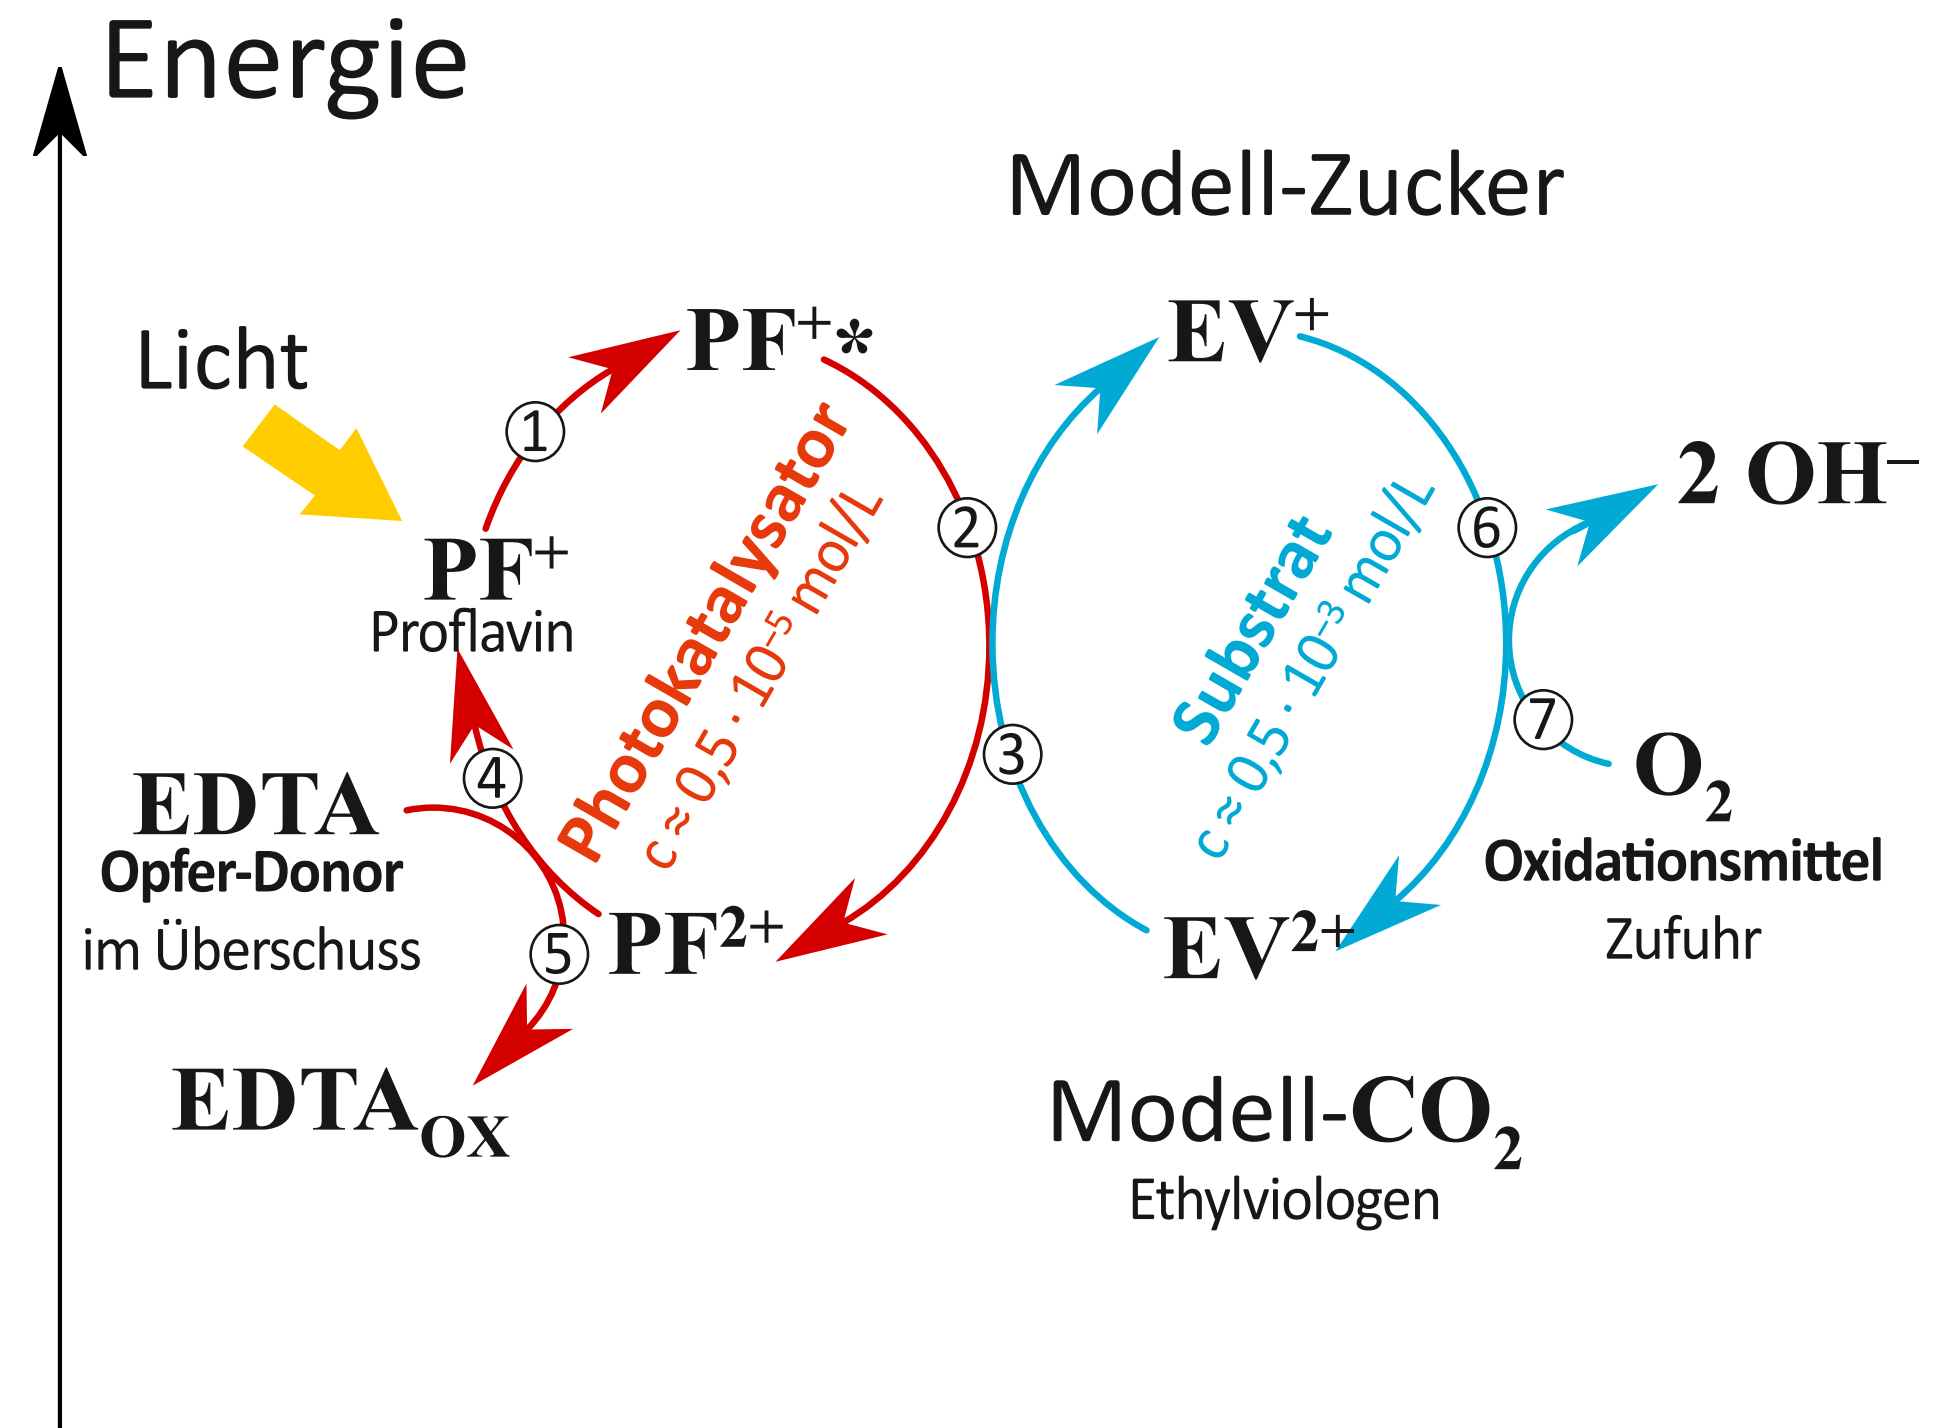 Energie
Modell-Zucker
Licht
PF⁺*
EV⁺
1
2 OH⁻
2
6
PF⁺
Proflavin
Photokatalysator
c ≈ 0,5 · 10⁻⁵ mol/L
Substrat
c ≈ 0,5 · 10⁻³ mol/L
7
3
4
O₂
EDTA
Oxidationsmittel
Opfer-Donor
Zufuhr
im Überschuss
5
PF²⁺
EV²⁺
EDTA_OX
Modell-CO₂
Ethylviologen